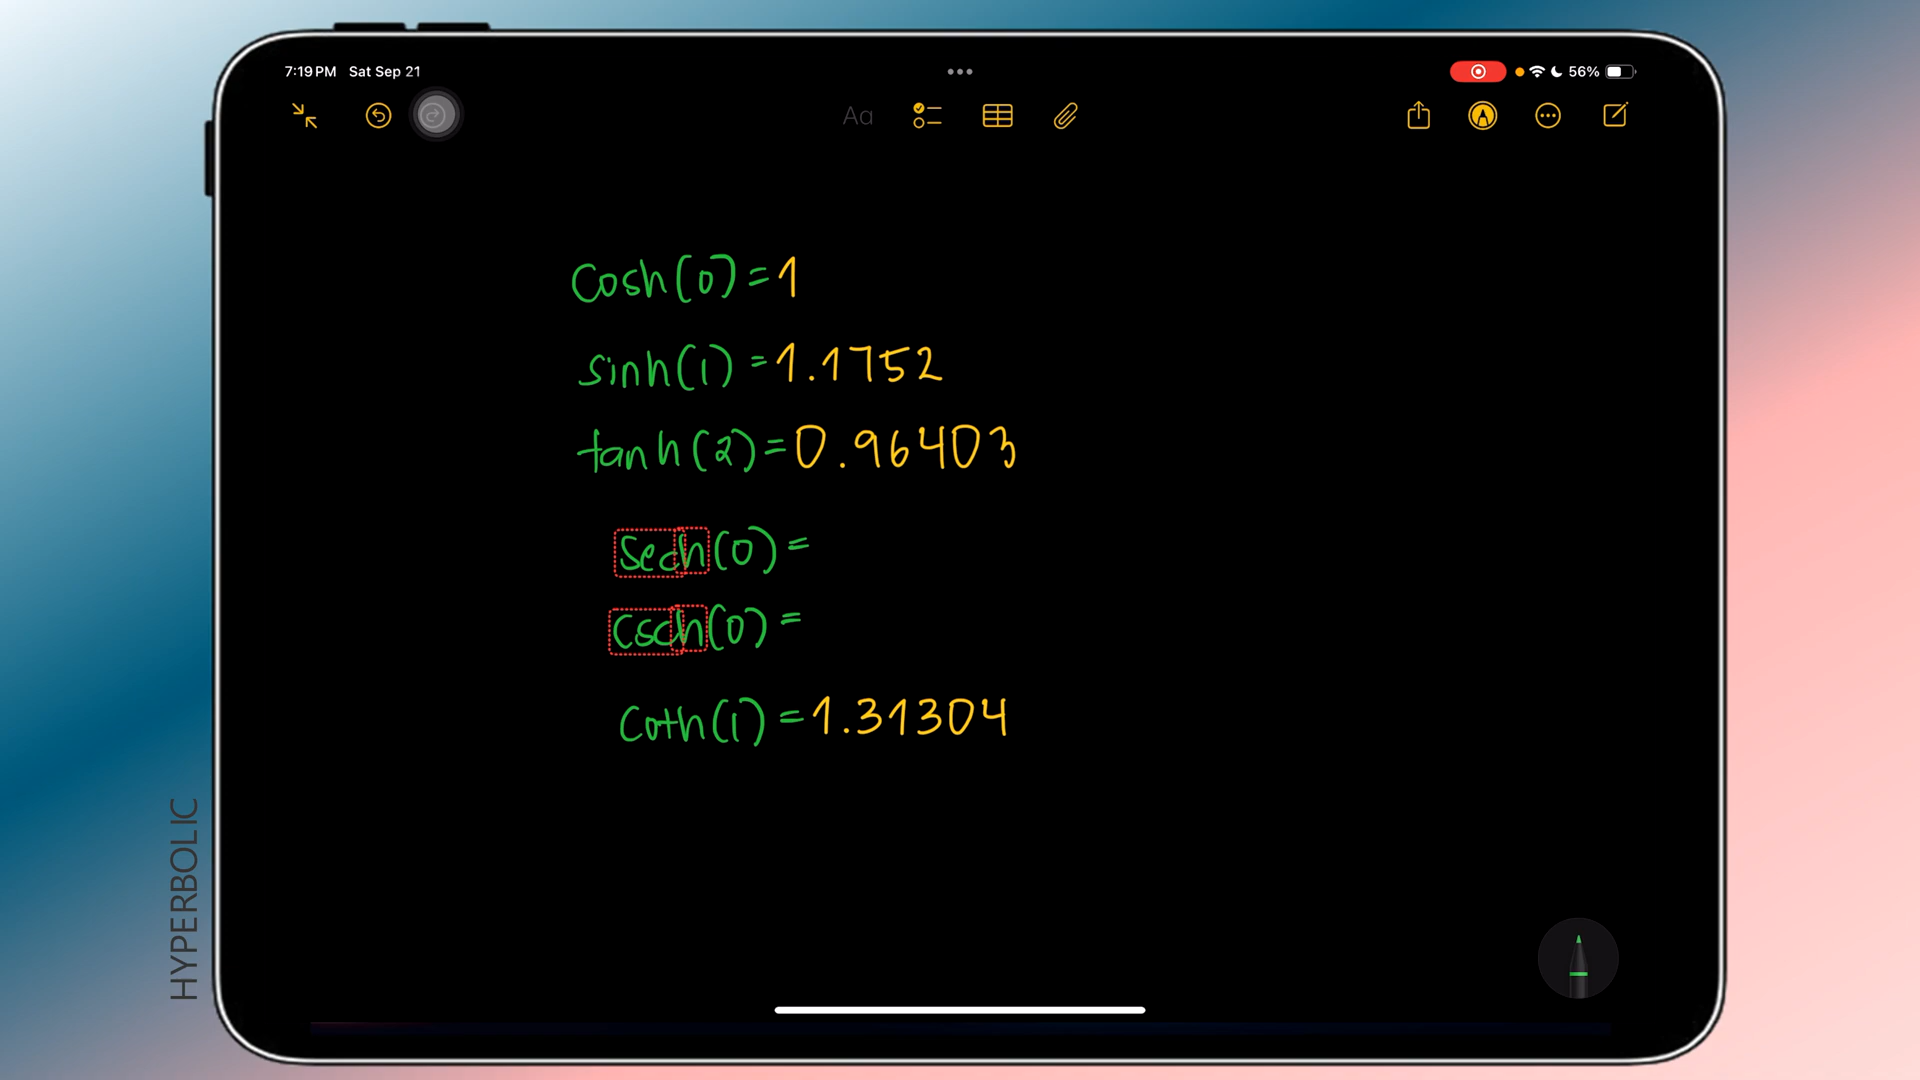 7:19 PM Sat Sep 21
56%
Aa
Cosh(0)=1
sinh(1)=1.1752
tanh(2)=0.96403
Sech(0)=
Csch(0)=
Coth(1)=1.31304
HYPERBOLIC